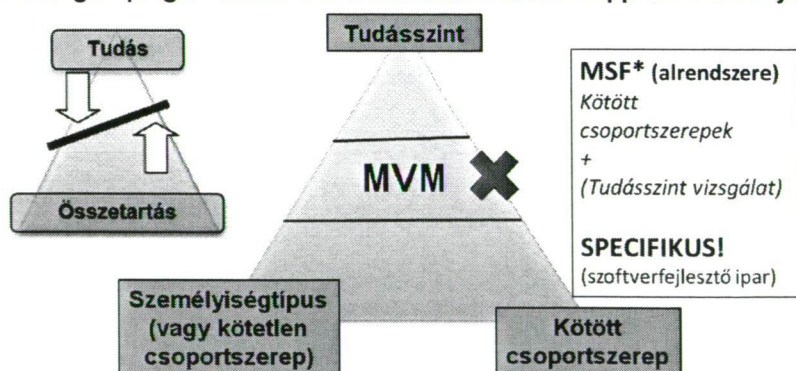 Tudás
Összetartás
Tudásszint
MVM
Személyiségtípus
(vagy kötetlen
csoportszerep)
Kötött
csoportszerep
MSF* (alrendszere)
Kötött
csoportszerepek
+
(Tudásszint vizsgálat)
SPECIFIKUS!
(szoftverfejlesztő ipar)